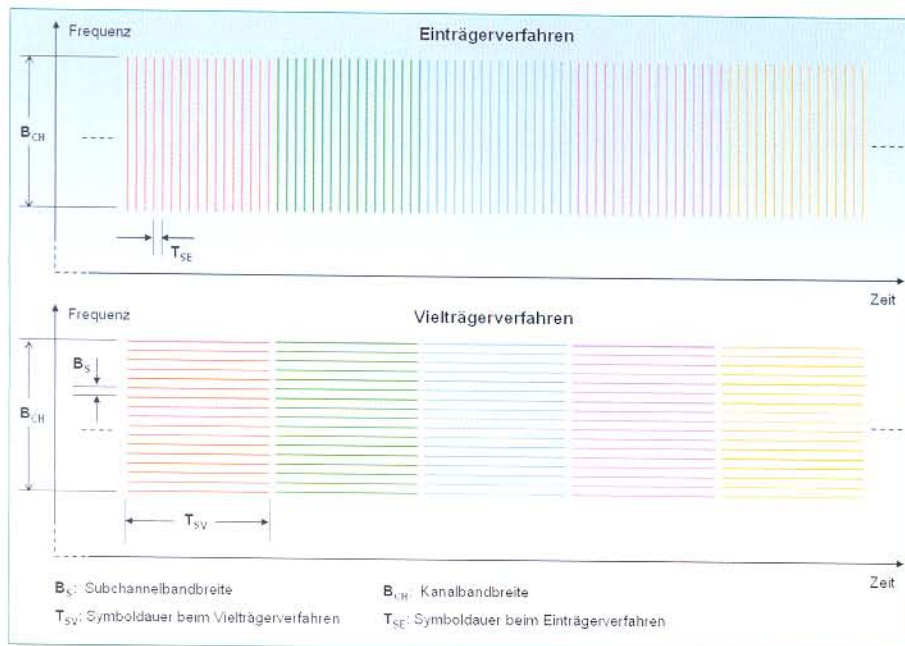 Frequenz
Einträgerverfahren
B_CH
T_SE
Zeit
Frequenz
Vielträgerverfahren
B_S
B_CH
T_SV
Zeit
B_S: Subchannelbandbreite
B_CH: Kanalbandbreite
T_SV: Symboldauer beim Vielträgerverfahren
T_SE: Symboldauer beim Einträgerverfahren